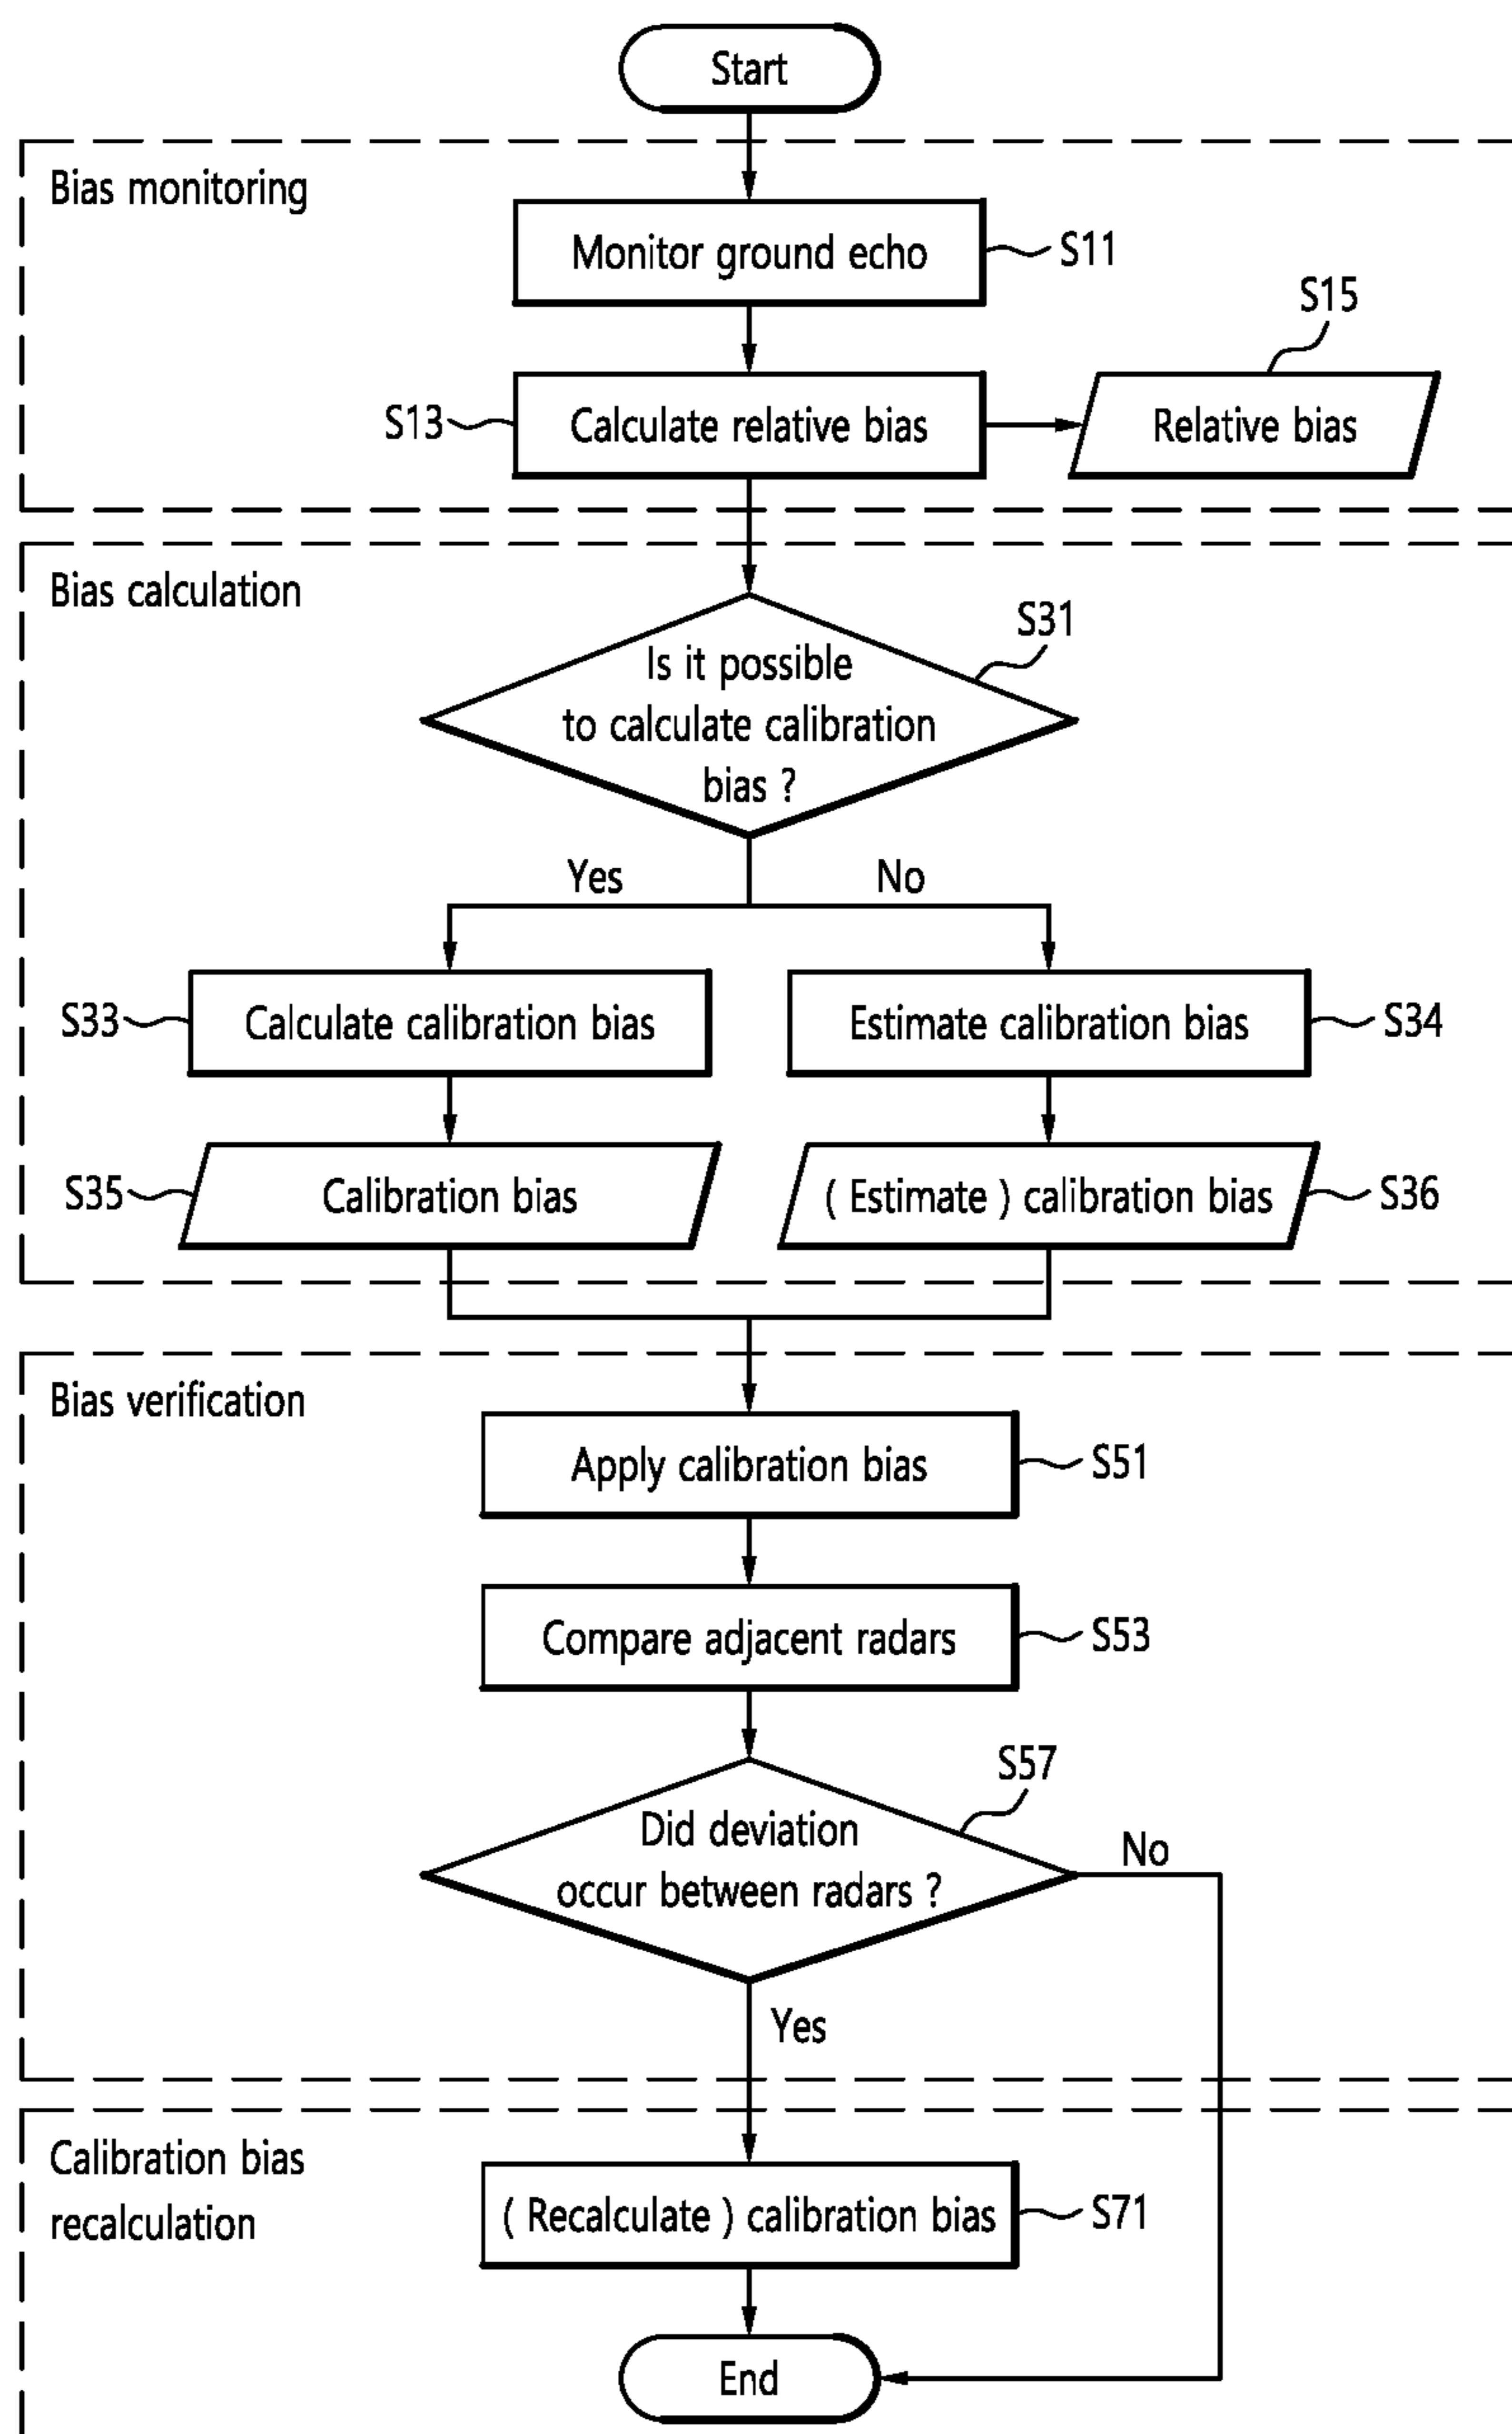 Start
Bias monitoring
Monitor ground echo
S11
S15
S13
Calculate relative bias
Relative bias
Bias calculation
S31
Is it possible
to calculate calibration
bias ?
Yes
No
S33
Calculate calibration bias
Estimate calibration bias
S34
S35
Calibration bias
( Estimate ) calibration bias
S36
Bias verification
Apply calibration bias
S51
Compare adjacent radars
S53
S57
Did deviation
occur between radars ?
No
Yes
Calibration bias
recalculation
( Recalculate ) calibration bias
S71
End